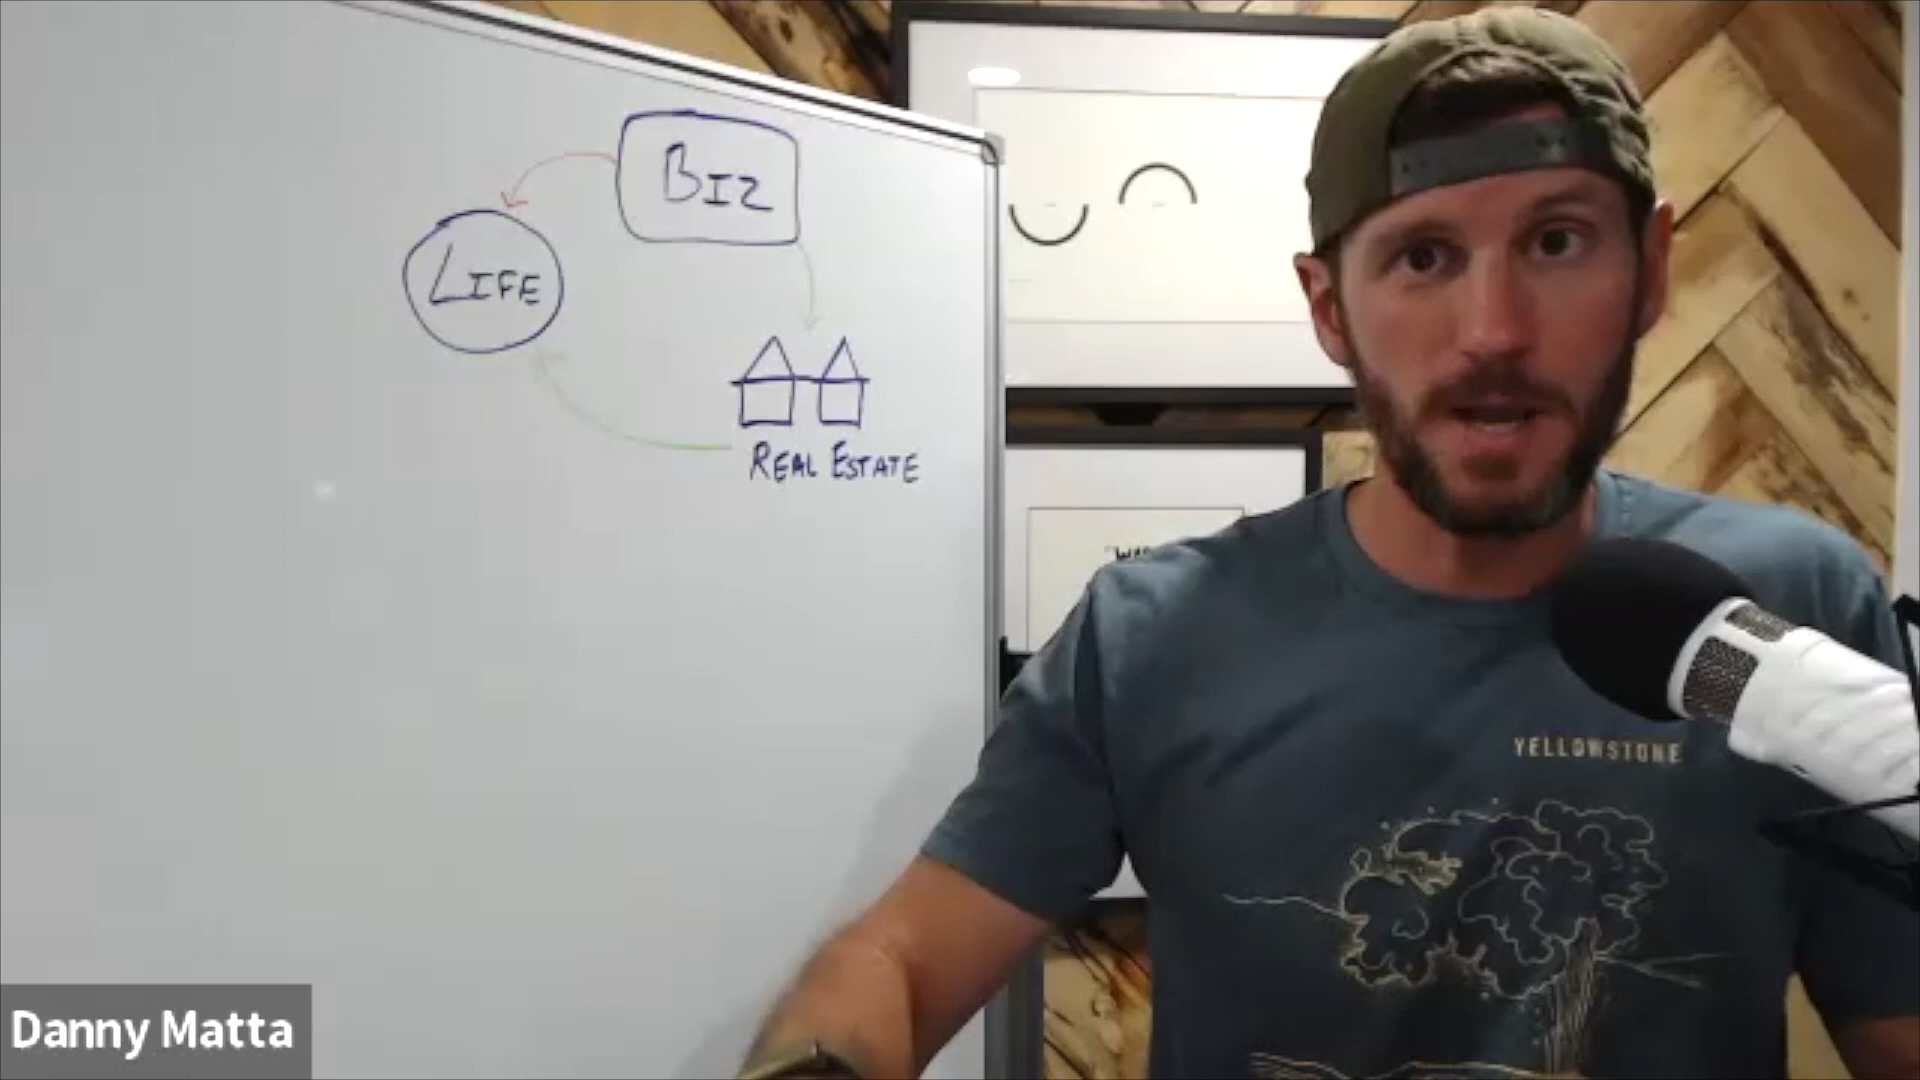 BIZ
LIFE
REAL ESTATE
YELLOWSTONE
Danny Matta